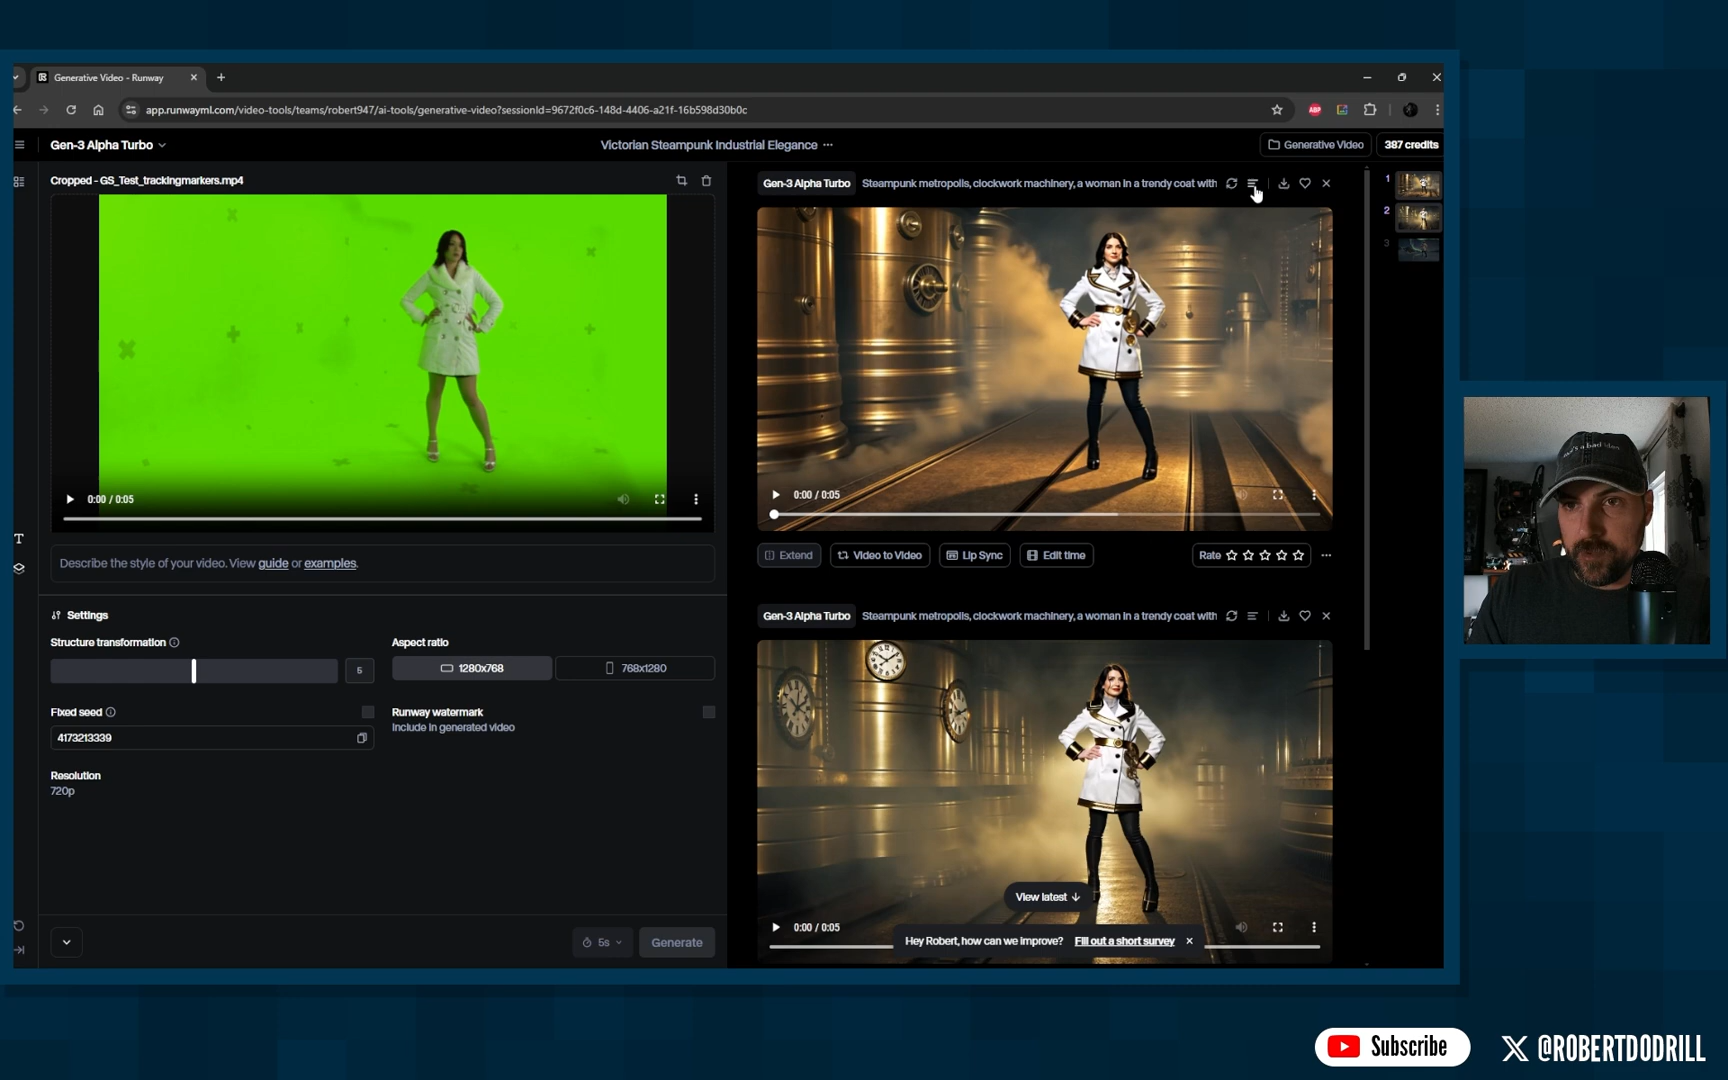 Generative Video - Runway
app.runwayml.com/video-tools/teams/robert947/ai-tools/generative-video?sessionId=9672f0c6-148d-4406-a21f-16b598d30b0c
ABP
Gen-3 Alpha Turbo
Victorian Steampunk Industrial Elegance
Generative Video
387 credits
Cropped - GS_Test_trackingmarkers.mp4
Gen-3 Alpha Turbo
Steampunk metropolis, clockwork machinery, a woman in a trendy coat with
1
2
3
0:00 / 0:05
0:00 / 0:05
Extend
Video to Video
Lip Sync
Edit time
Rate
Describe the style of your video. View guide or examples.
Settings
Structure transformation
5
Aspect ratio
1280x768
768x1280
Fixed seed
4173213339
Runway watermark
Include in generated video
Resolution
720p
5s
Generate
Gen-3 Alpha Turbo
Steampunk metropolis, clockwork machinery, a woman in a trendy coat with
View latest
0:00 / 0:05
Hey Robert, how can we improve? Fill out a short survey
T
Subscribe
@ROBERTDODRILL